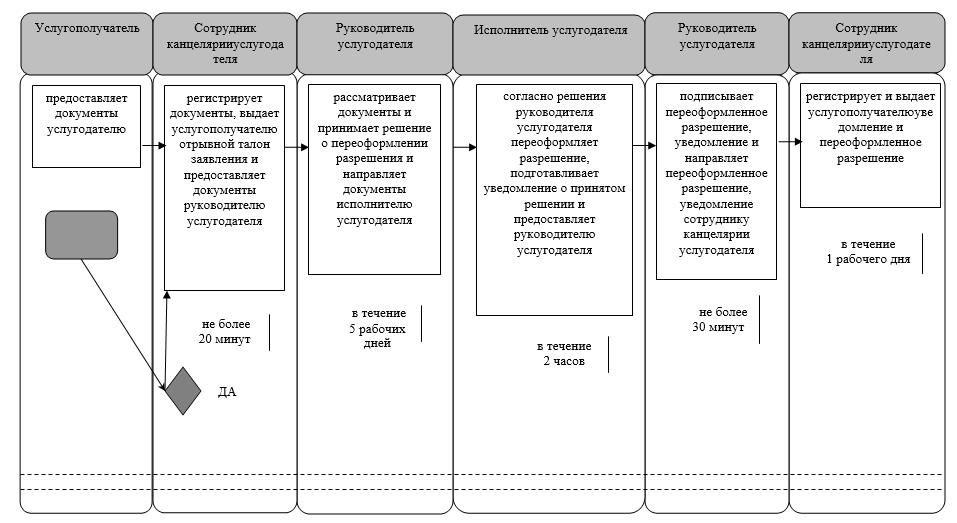 Услугополучатель
Сотрудник
канцелярииуслугода
теля
Руководитель
услугодателя
Исполнитель услугодателя
Руководитель
услугодателя
Сотрудник
канцелярииуслугодате
ля
предоставляет
документы
услугодателю
регистрирует
документы, выдает
услугополучателю
отрывной талон
заявления и
предоставляет
документы
руководителю
услугодателя
рассматривает
документы и
принимает решение
о переоформлении
разрешения и
направляет
документы
исполнителю
услугодателя
согласно решения
руководителя
услугодателя
переоформляет
разрешение,
подготавливает
уведомление о принятом
решении и
предоставляет
руководителю
услугодателя
подписывает
переоформленное
разрешение,
уведомление и
направляет
переоформленное
разрешение,
уведомление
сотруднику
канцелярии
услугодателя
регистрирует и выдает
услугополучателюуве
домление и
переоформленное
разрешение
не более
20 минут
в течение
5 рабочих
дней
в течение
2 часов
не более
30 минут
в течение
1 рабочего дня
ДА